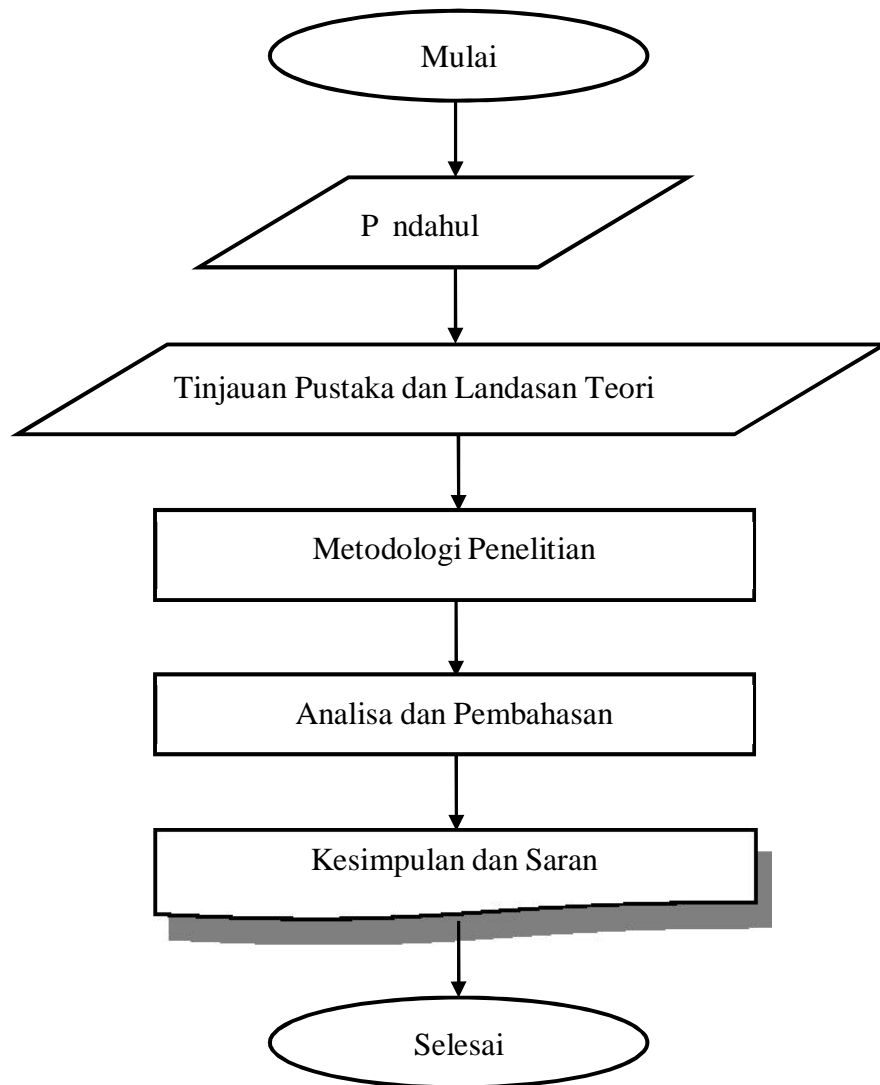 Mulai
P ndahul
Tinjauan Pustaka dan Landasan Teori
Metodologi Penelitian
Analisa dan Pembahasan
Kesimpulan dan Saran
Selesai